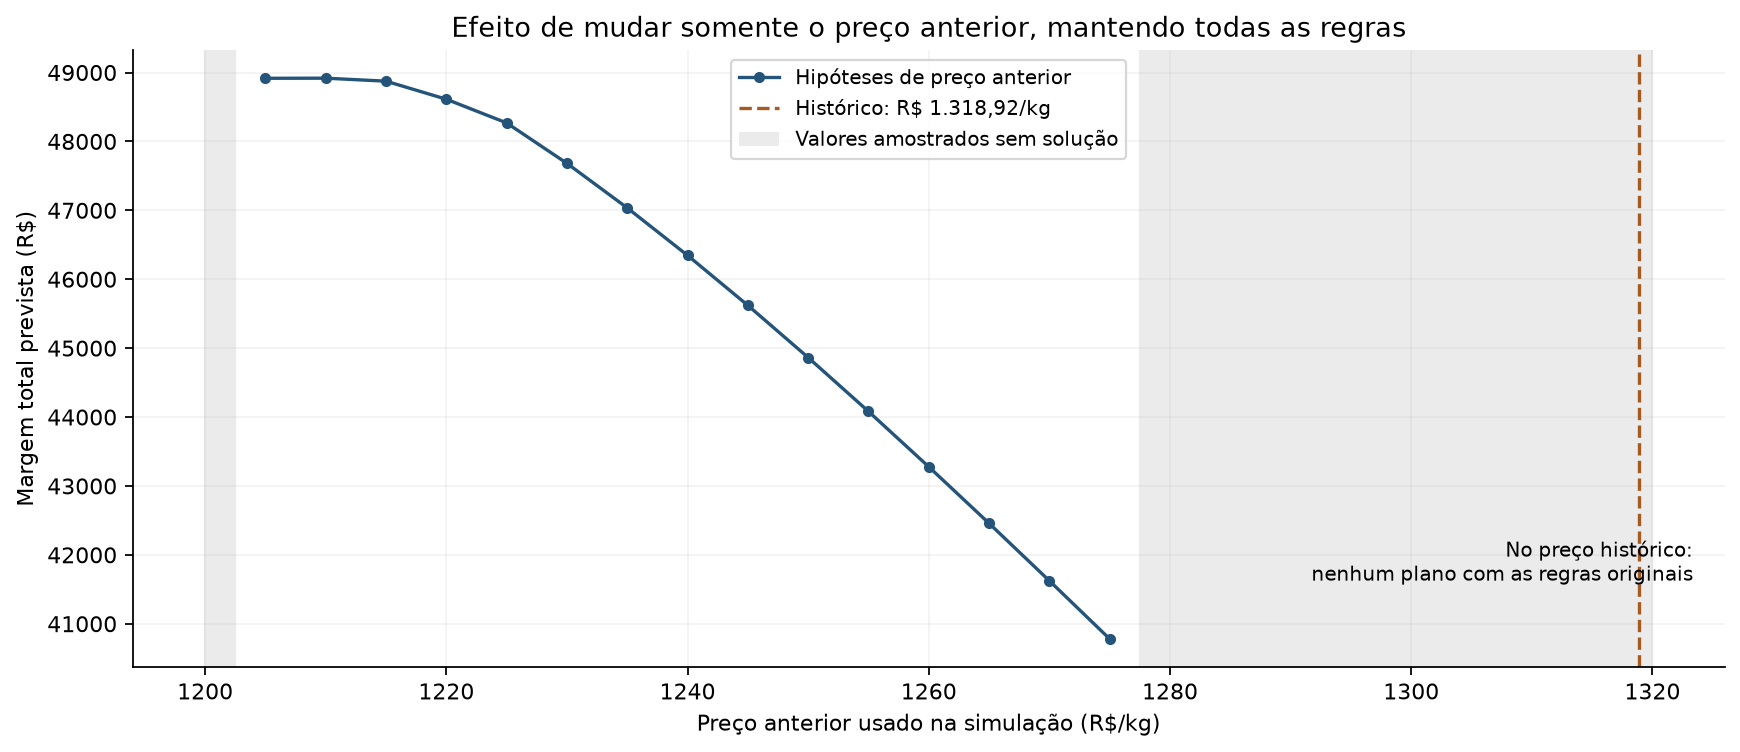 Efeito de mudar somente o preço anterior, mantendo todas as regras
Margem total prevista (R$)
49000
48000
47000
46000
45000
44000
43000
42000
41000
Hipóteses de preço anterior
Histórico: R$ 1.318,92/kg
Valores amostrados sem solução
No preço histórico:
nenhum plano com as regras originais
1200
1220
1240
1260
1280
1300
1320
Preço anterior usado na simulação (R$/kg)